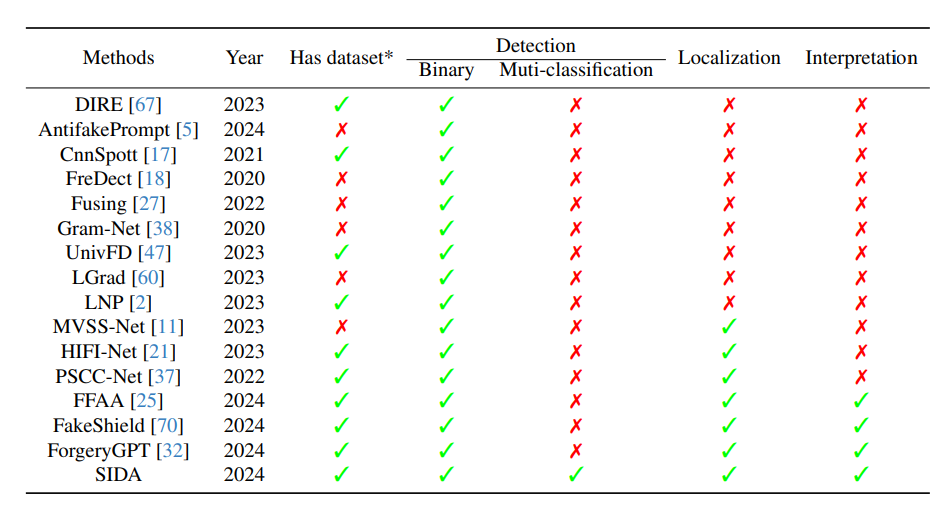 Methods Year Has dataset* Detection Localization Interpretation
Binary Muti-classification
DIRE [67] 2023 ✓ ✓ ✗ ✗ ✗
AntifakePrompt [5] 2024 ✗ ✓ ✗ ✗ ✗
CnnSpott [17] 2021 ✓ ✓ ✗ ✗ ✗
FreDect [18] 2020 ✗ ✓ ✗ ✗ ✗
Fusing [27] 2022 ✗ ✓ ✗ ✗ ✗
Gram-Net [38] 2020 ✗ ✓ ✗ ✗ ✗
UnivFD [47] 2023 ✓ ✓ ✗ ✗ ✗
LGrad [60] 2023 ✗ ✓ ✗ ✗ ✗
LNP [2] 2023 ✓ ✓ ✗ ✗ ✗
MVSS-Net [11] 2023 ✗ ✓ ✗ ✓ ✗
HIFI-Net [21] 2023 ✓ ✓ ✗ ✓ ✗
PSCC-Net [37] 2022 ✓ ✓ ✗ ✓ ✗
FFAA [25] 2024 ✓ ✓ ✗ ✓ ✓
FakeShield [70] 2024 ✓ ✓ ✗ ✓ ✓
ForgeryGPT [32] 2024 ✓ ✓ ✗ ✓ ✓
SIDA 2024 ✓ ✓ ✓ ✓ ✓